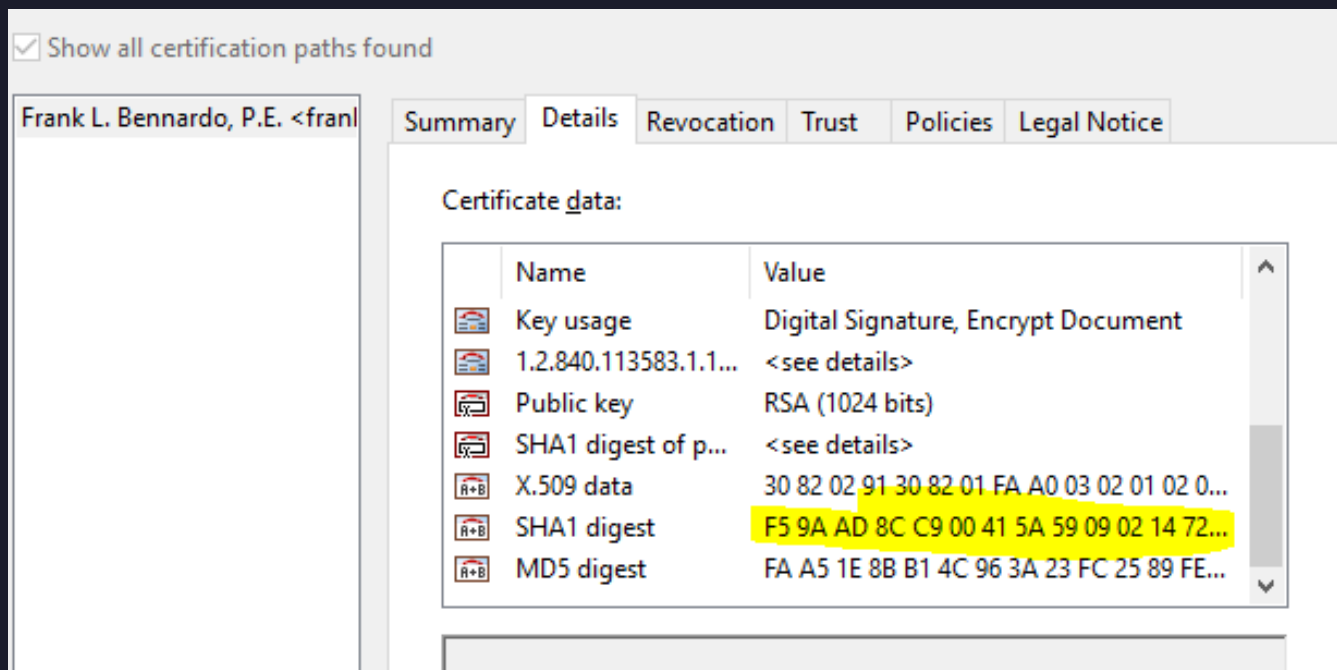 Show all certification paths found
Frank L. Bennardo, P.E. <franl
Summary Details Revocation Trust Policies Legal Notice
Certificate data:
Name Value
Key usage Digital Signature, Encrypt Document
1.2.840.113583.1.1... <see details>
Public key RSA (1024 bits)
SHA1 digest of p... <see details>
X.509 data 30 82 02 91 30 82 01 FA A0 03 02 01 02 0...
SHA1 digest F5 9A AD 8C C9 00 41 5A 59 09 02 14 72...
MD5 digest FA A5 1E 8B B1 4C 96 3A 23 FC 25 89 FE...